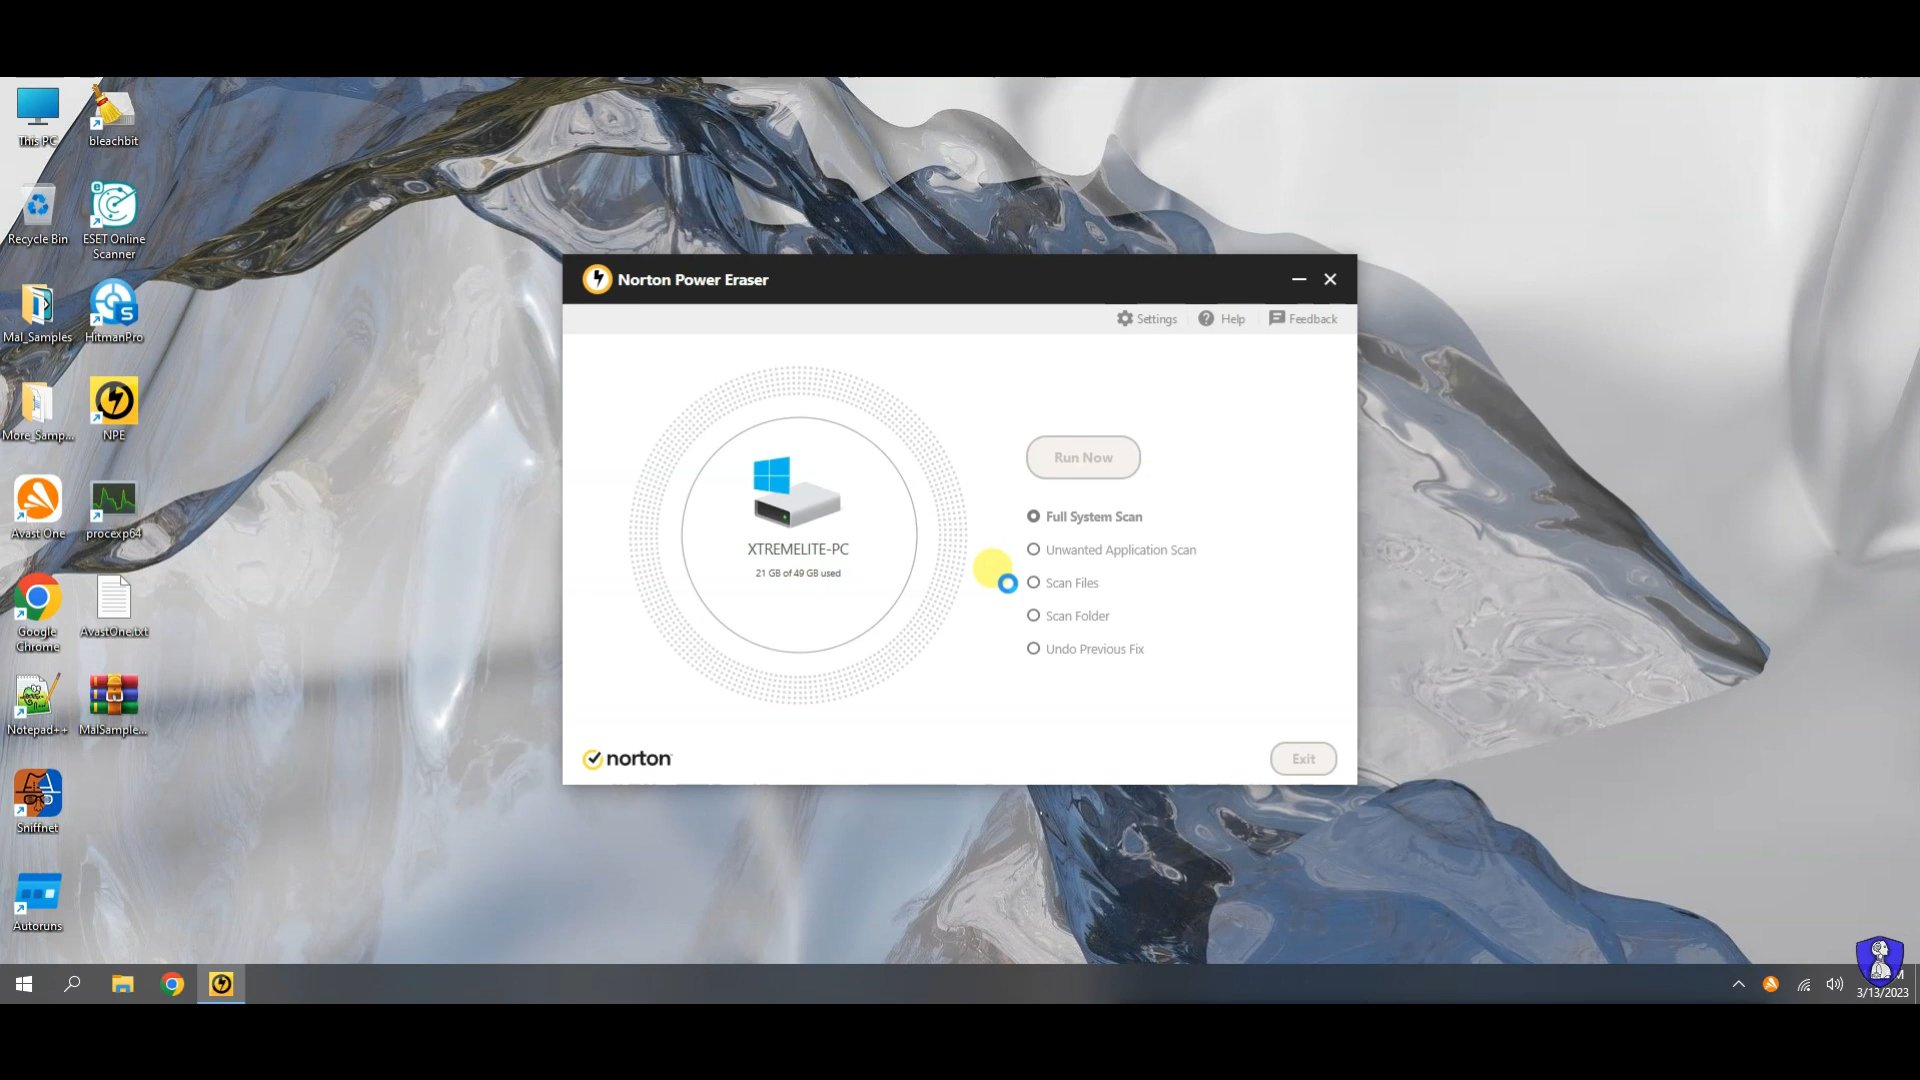 This PC
bleachbit
Recycle Bin
ESET Online
Scanner
Mal_Samples
HitmanPro
More_Samp...
NPE
Avast One
procexp64
Google
Chrome
AvastOne.txt
Notepad++
MalSample...
Sniffnet
Autoruns
Norton Power Eraser
Settings
Help
Feedback
XTREMELITE-PC
21 GB of 49 GB used
Run Now
Full System Scan
Unwanted Application Scan
Scan Files
Scan Folder
Undo Previous Fix
norton
Exit
3/13/2023